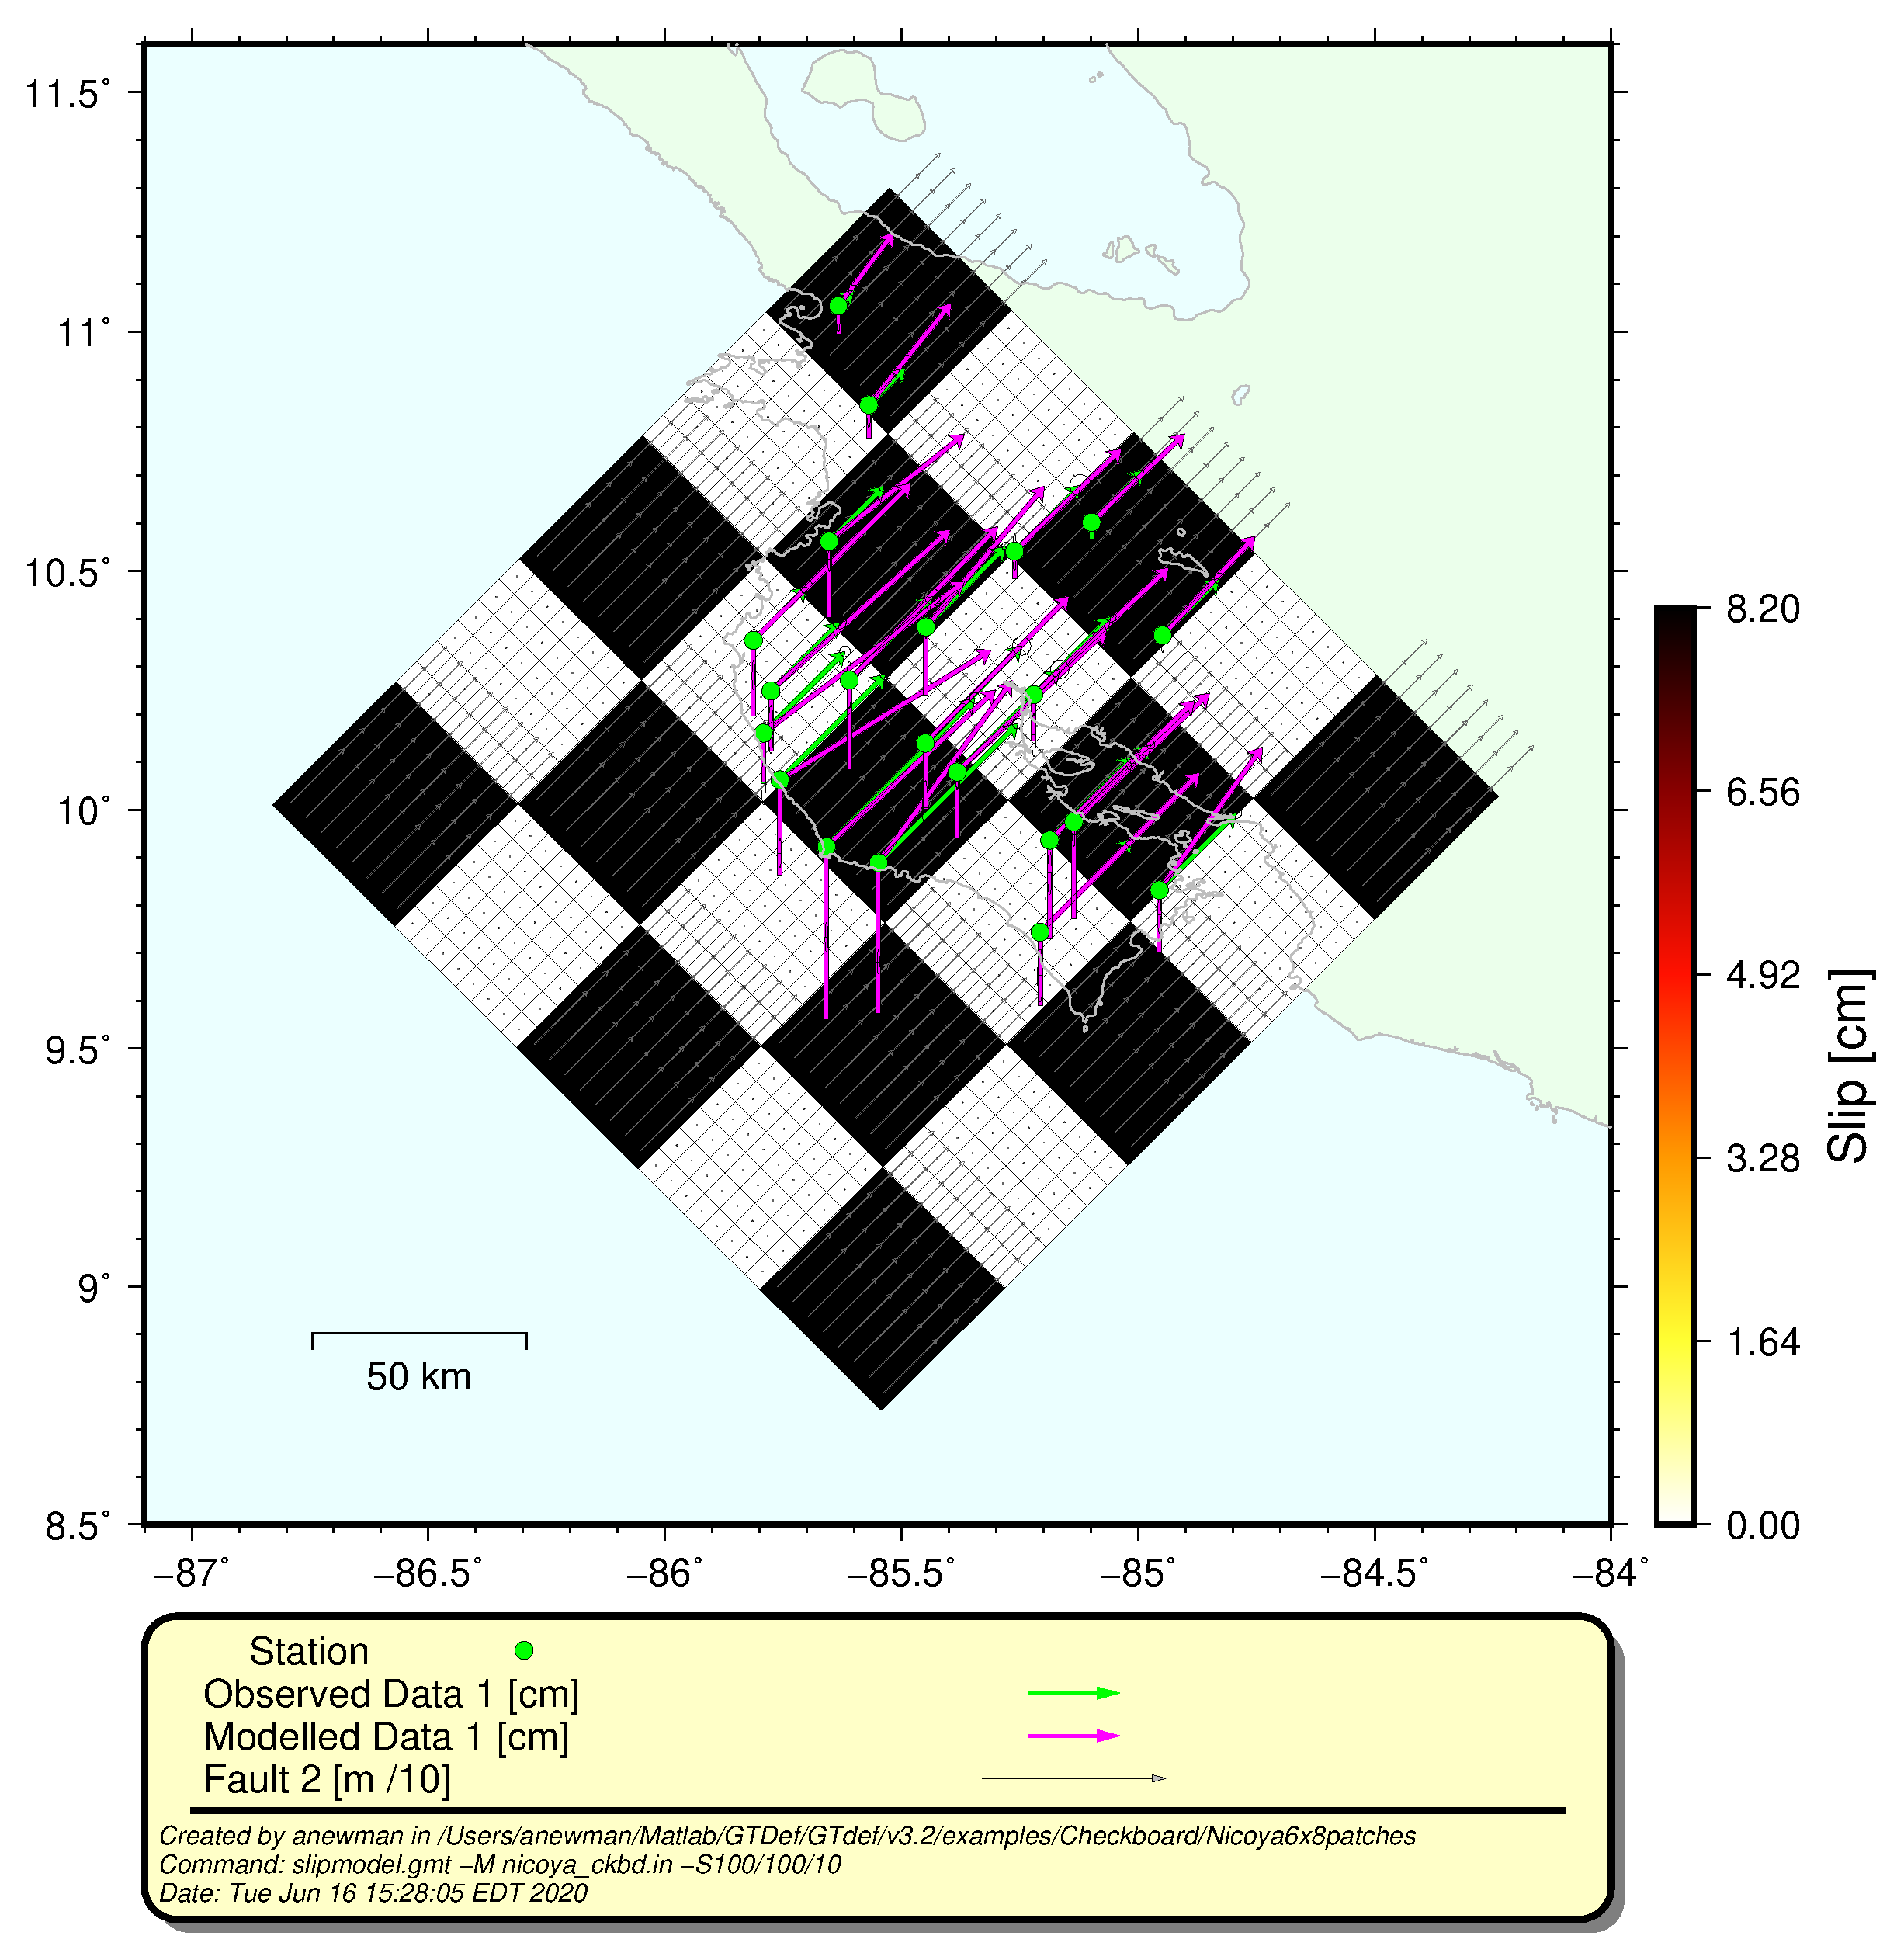 11.5°
11°
10.5°
10°
9.5°
9°
8.5°
−87°
−86.5°
−86°
−85.5°
−85°
−84.5°
−84°
50 km
8.20
6.56
4.92
3.28
1.64
0.00
Slip [cm]
Station
Observed Data 1 [cm]
Modelled Data 1 [cm]
Fault 2 [m /10]
Created by anewman in /Users/anewman/Matlab/GTDef/GTdef/v3.2/examples/Checkboard/Nicoya6x8patches
Command: slipmodel.gmt −M nicoya_ckbd.in −S100/100/10
Date: Tue Jun 16 15:28:05 EDT 2020